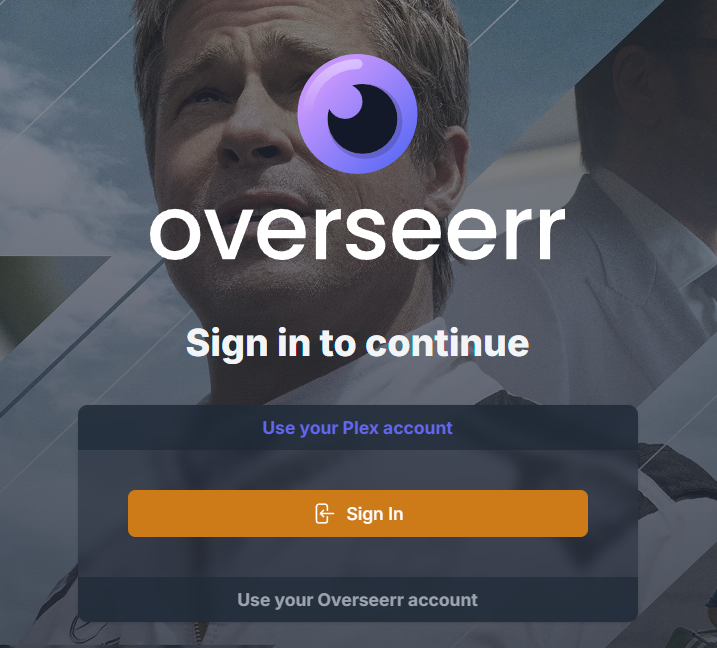 overseerr
Sign in to continue
Use your Plex account
Sign In
Use your Overseerr account